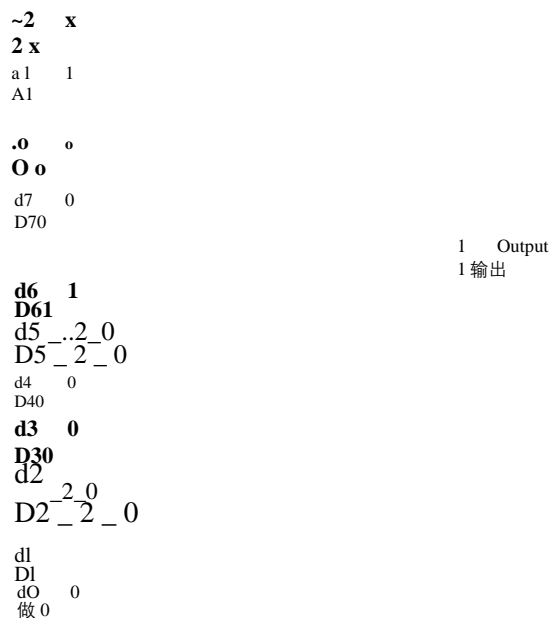 ~2 x
2 x
a l 1
A1
.o o
O o
d7 0
D70
l Output
1 输出
d6 1
D61
d5 _..2_0
D5 _ 2 _ 0
d4 0
D40
d3 0
D30
d2 _2_0
D2 _ 2 _ 0
dl
Dl
dO 0
做 0